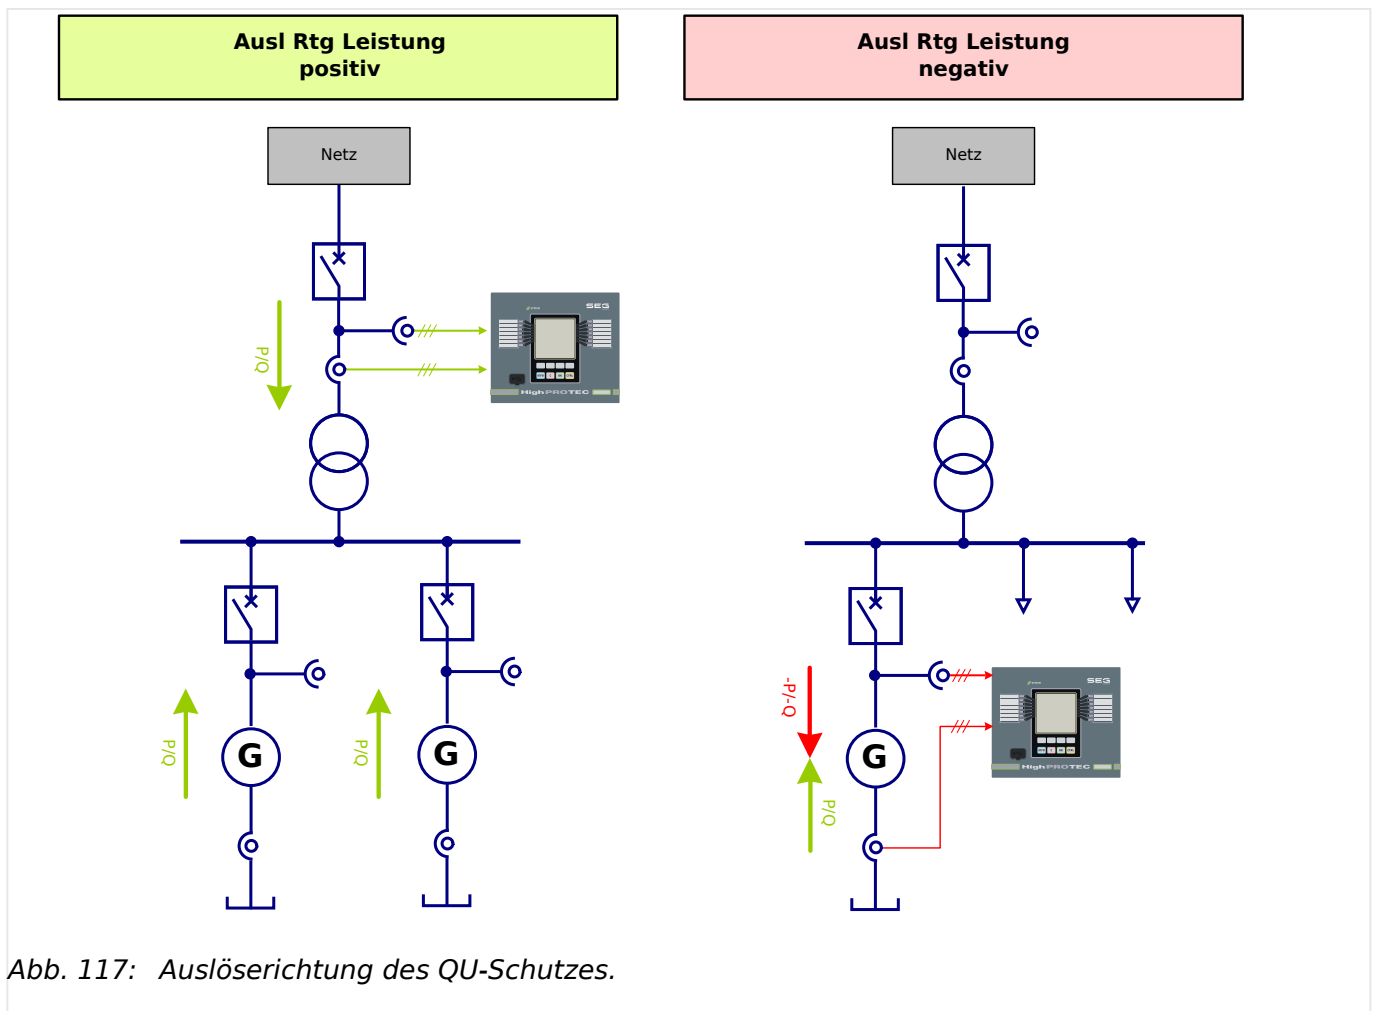 Ausl Rtg Leistung
positiv
Ausl Rtg Leistung
negativ
Netz
Netz
SEG
P/Q
HighPROTEC
P/Q
G
P/Q
G
-P/-Q
P/Q
G
SEG
HighPROTEC
Abb. 117: Auslöserichtung des QU-Schutzes.